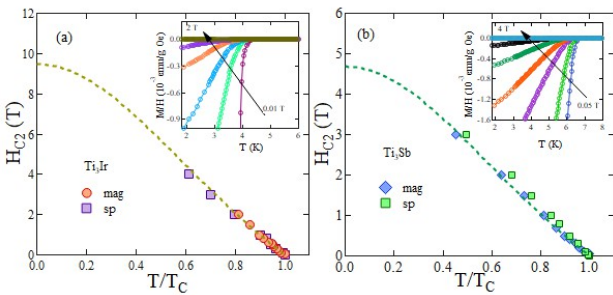 (a)
12
10
8
6
4
2
0
H_C2 (T)
0.0 0.2 0.4 0.6 0.8 1.0
T/T_C
Ti3Ir
mag
sp
2 T
0.01 T
0.0
-0.3
-0.6
-0.9
M/H (10^-3 emu/g Oe)
2 3 4 5 6
T (K)
(b)
5
4
3
2
1
0
H_C2 (T)
0.0 0.2 0.4 0.6 0.8 1.0
T/T_C
Ti3Sb
mag
sp
4 T
0.05 T
0.0
-0.4
-0.8
-1.2
-1.6
M/H (10^-3 emu/g Oe)
2 3 4 5 6 7 8
T (K)